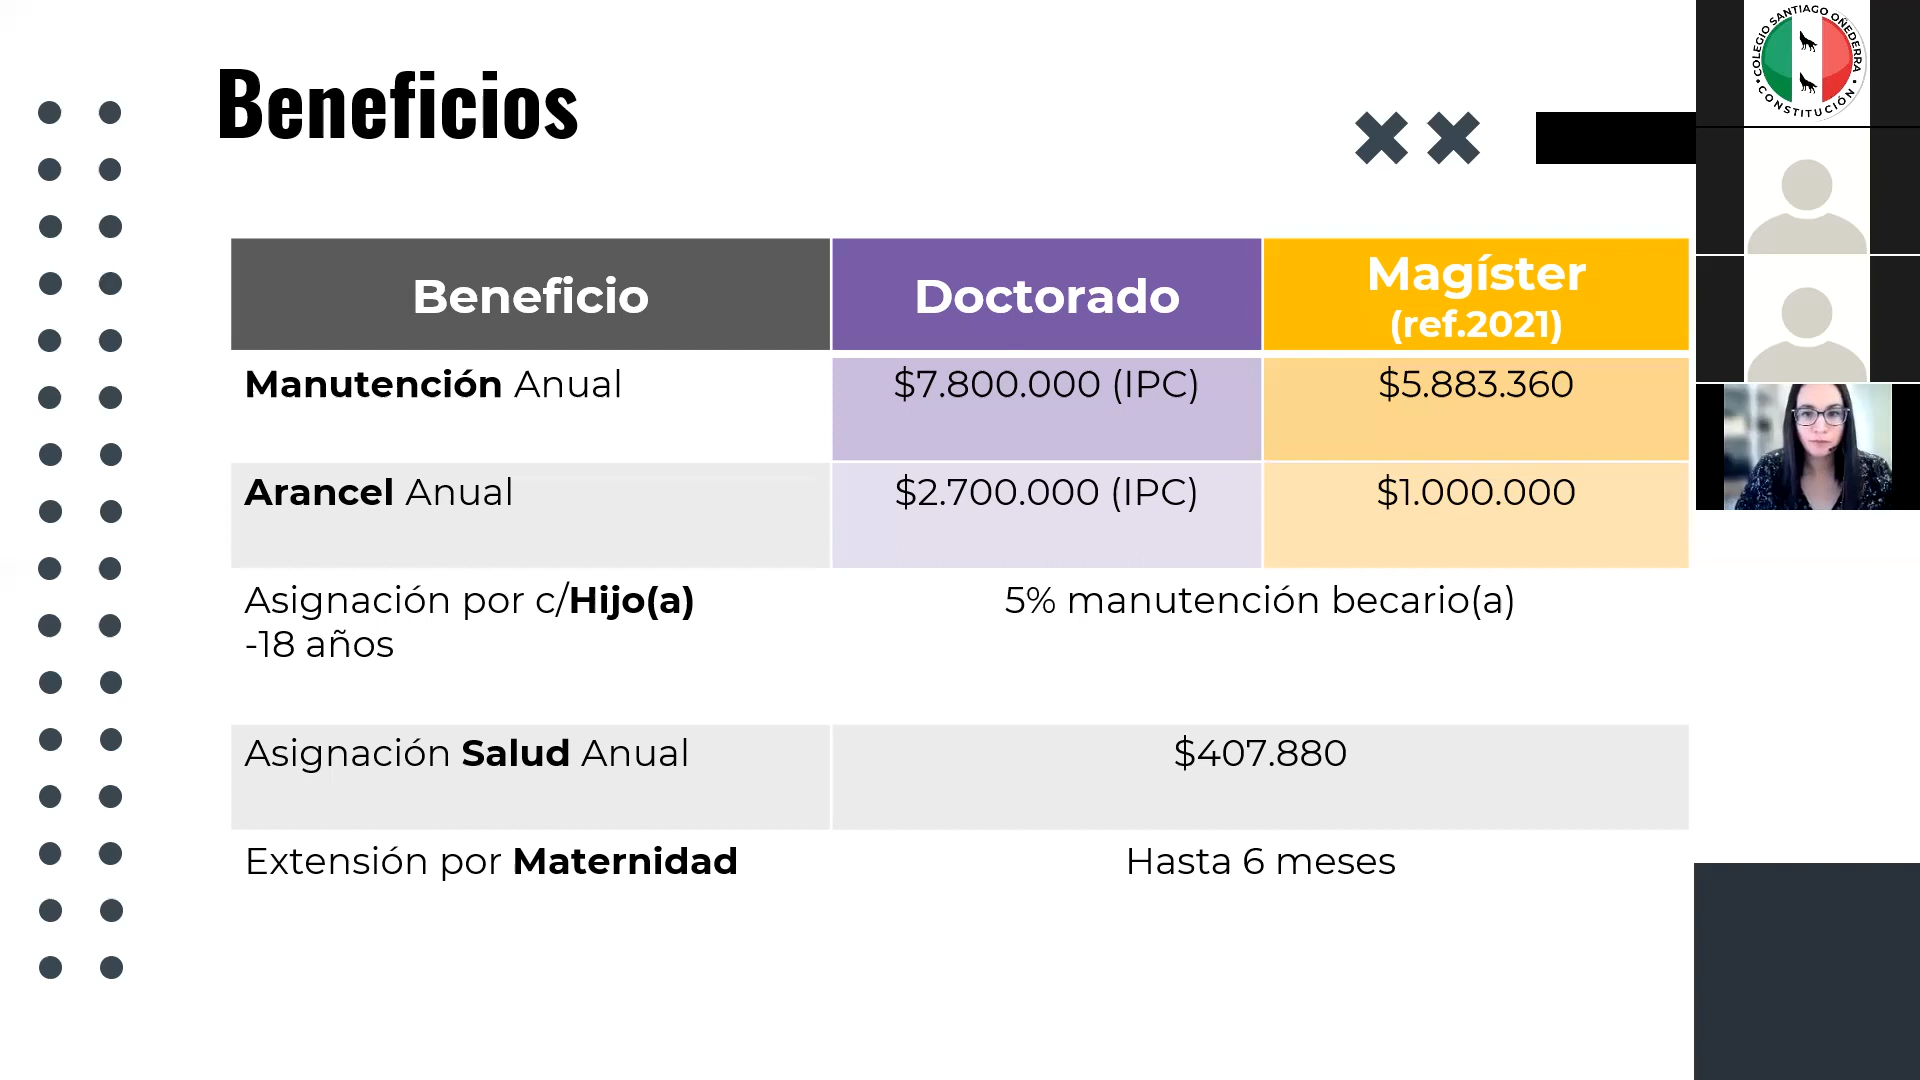 Beneficios
COLEGIO SANTIAGO OÑEDERRA
• CONSTITUCIÓN •
Beneficio
Doctorado
Magíster
(ref.2021)
Manutención Anual
$7.800.000 (IPC)
$5.883.360
Arancel Anual
$2.700.000 (IPC)
$1.000.000
Asignación por c/Hijo(a)
-18 años
5% manutención becario(a)
Asignación Salud Anual
$407.880
Extensión por Maternidad
Hasta 6 meses